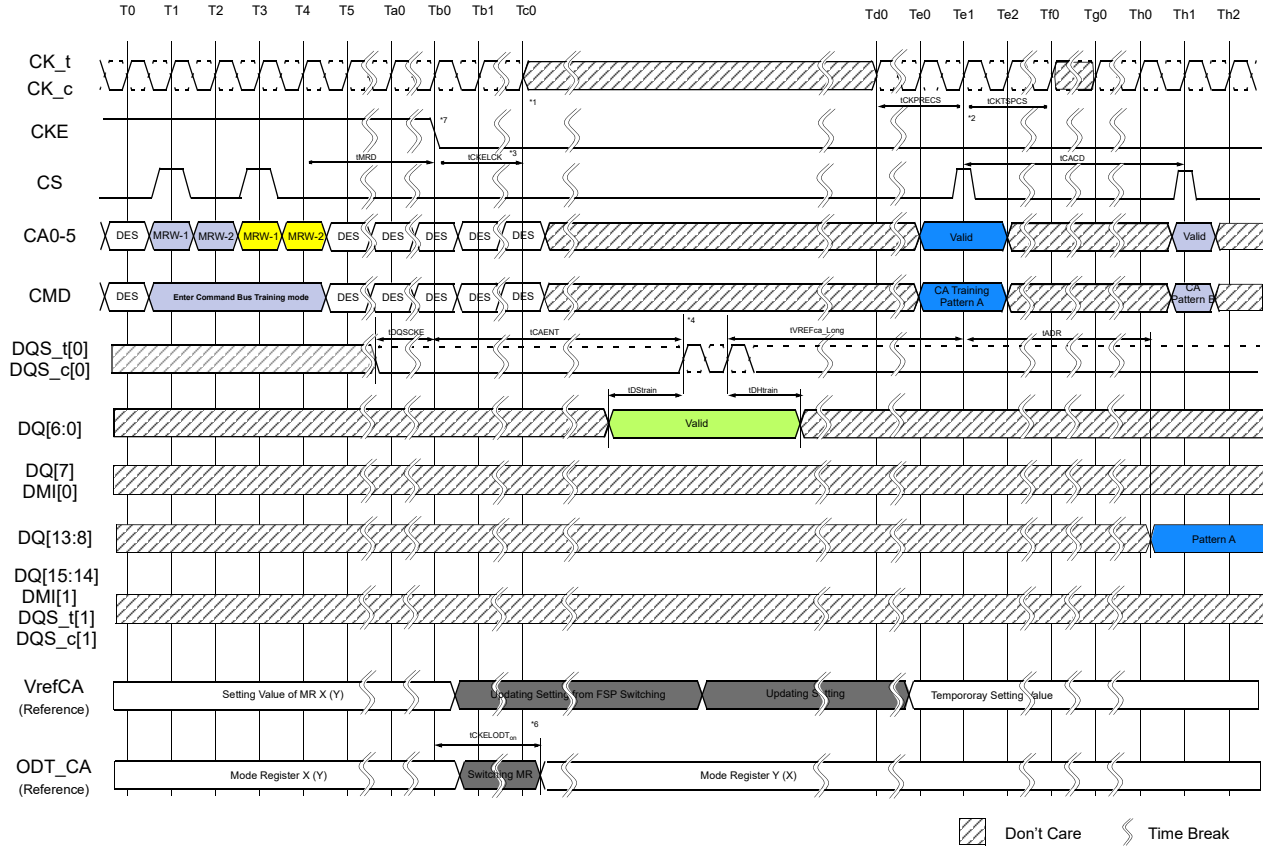 T0 T1 T2 T3 T4 T5 Ta0 Tb0 Tb1 Tc0 Td0 Te0 Te1 Te2 Tf0 Tg0 Th0 Th1 Th2
CK_t
CK_c
*1
tCKPRECS tCKTSPCS
*2
CKE
*7
tMRD tCKELCK *3
tCACD
CS
CA0-5 DES MRW-1 MRW-2 MRW-1 MRW-2 DES DES DES DES DES Valid Valid
CMD DES Enter Command Bus Training mode DES DES DES DES DES CA Training Pattern A CA Pattern B
*4
tDQSCKE tCAENT tVREFca_Long tADR
DQS_t[0]
DQS_c[0]
tDStrain tDHtrain
DQ[6:0] Valid
DQ[7]
DMI[0]
DQ[13:8] Pattern A
DQ[15:14]
DMI[1]
DQS_t[1]
DQS_c[1]
VrefCA
(Reference)
Setting Value of MR X (Y) Updating Setting from FSP Switching Updating Setting Tempororay Setting Value
*6
tCKELODTon
ODT_CA
(Reference)
Mode Register X (Y) Switching MR Mode Register Y (X)
Don't Care Time Break